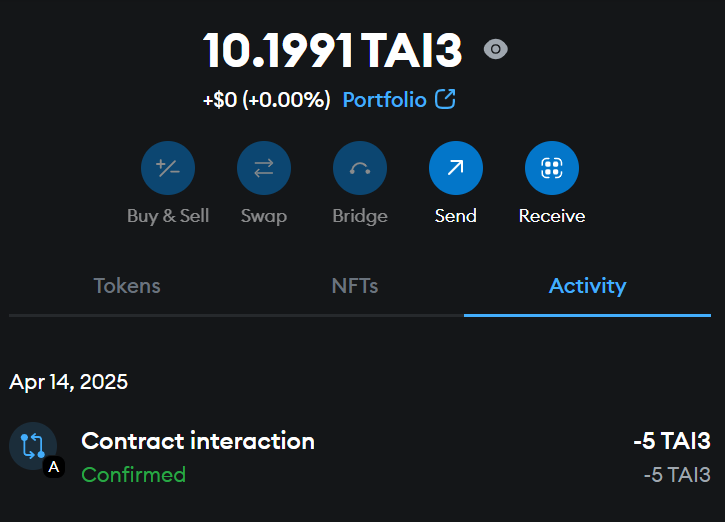 10.1991 TAI3
+$0 (+0.00%) Portfolio
Buy & Sell Swap Bridge Send Receive
Tokens NFTs Activity
Apr 14, 2025
Contract interaction -5 TAI3
A
Confirmed -5 TAI3